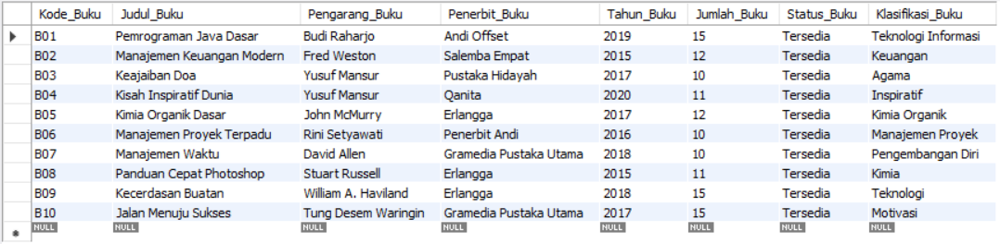 Kode_Buku Judul_Buku Pengarang_Buku Penerbit_Buku Tahun_Buku Jumlah_Buku Status_Buku Klasifikasi_Buku
B01 Pemrograman Java Dasar Budi Raharjo Andi Offset 2019 15 Tersedia Teknologi Informasi
B02 Manajemen Keuangan Modern Fred Weston Salemba Empat 2015 12 Tersedia Keuangan
B03 Keajaiban Doa Yusuf Mansur Pustaka Hidayah 2017 10 Tersedia Agama
B04 Kisah Inspiratif Dunia Yusuf Mansur Qanita 2020 11 Tersedia Inspiratif
B05 Kimia Organik Dasar John McMurry Erlangga 2017 12 Tersedia Kimia Organik
B06 Manajemen Proyek Terpadu Rini Setyawati Penerbit Andi 2016 10 Tersedia Manajemen Proyek
B07 Manajemen Waktu David Allen Gramedia Pustaka Utama 2018 10 Tersedia Pengembangan Diri
B08 Panduan Cepat Photoshop Stuart Russell Erlangga 2015 11 Tersedia Kimia
B09 Kecerdasan Buatan William A. Haviland Erlangga 2018 15 Tersedia Teknologi
B10 Jalan Menuju Sukses Tung Desem Waringin Gramedia Pustaka Utama 2017 15 Tersedia Motivasi
NULL NULL NULL NULL NULL NULL NULL NULL